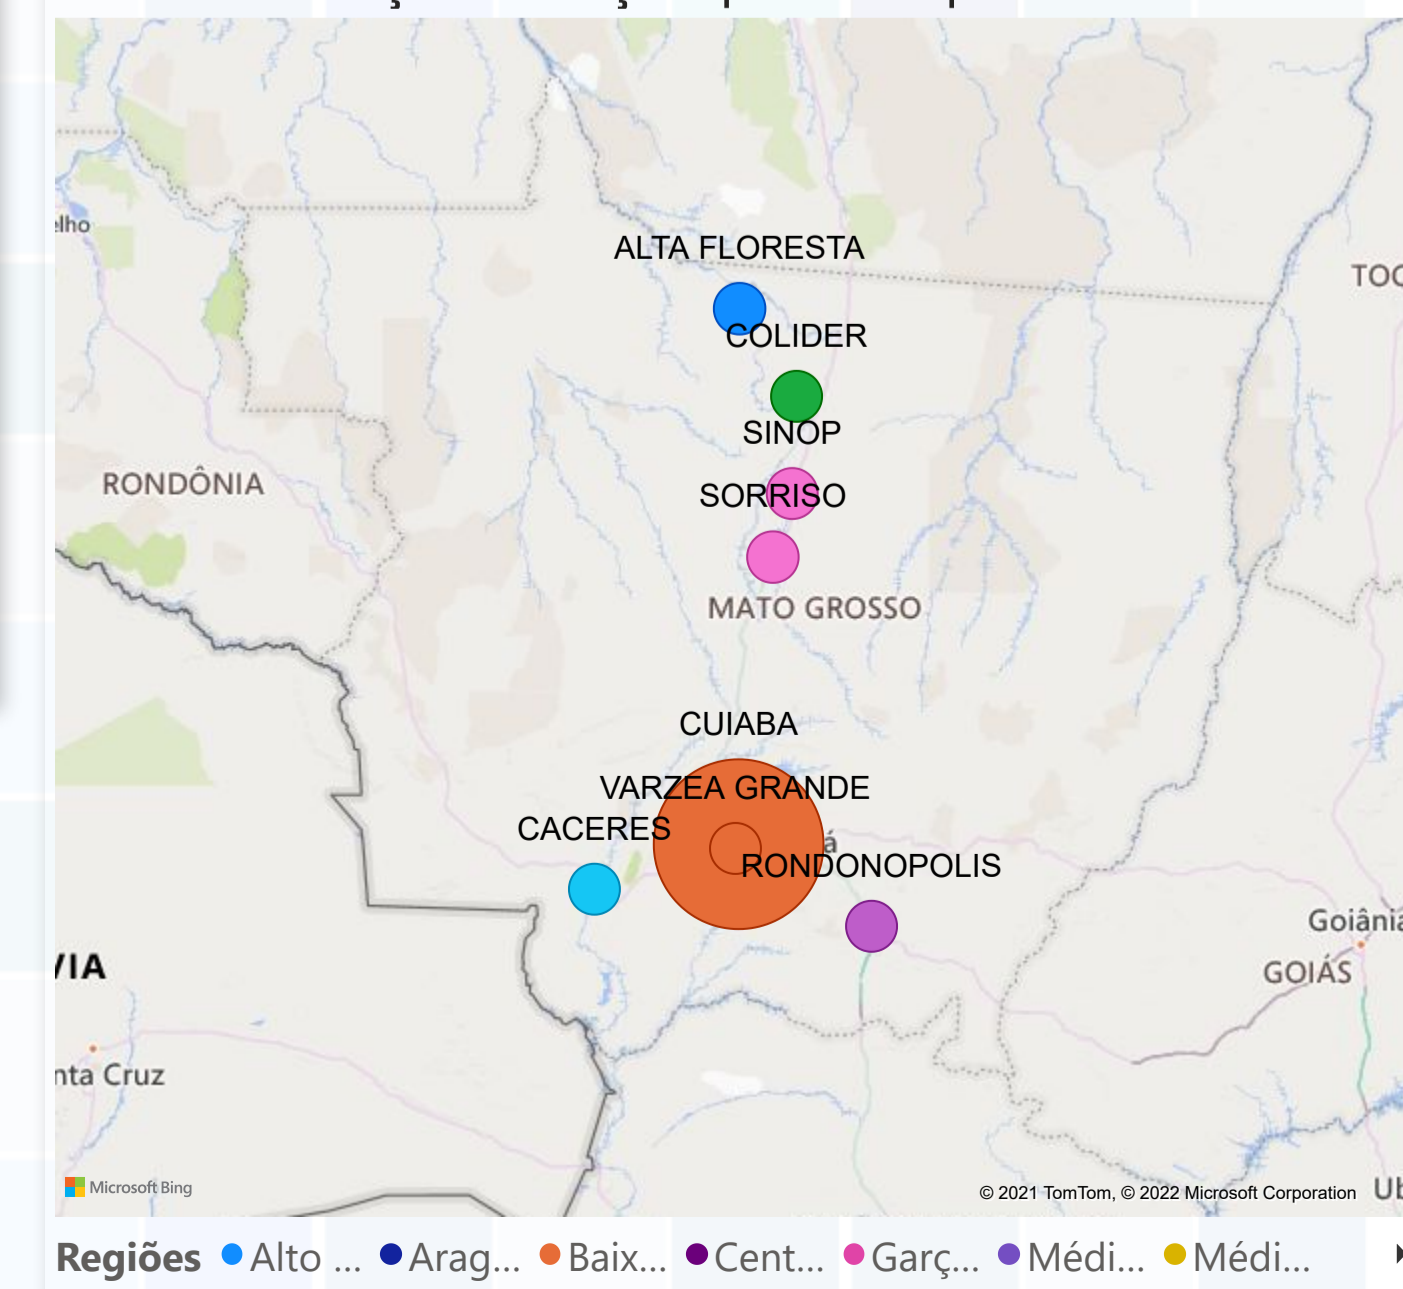 elho
ALTA FLORESTA
TOC
COLIDER
SINOP
RONDÔNIA
SORRISO
MATO GROSSO
CUIABA
VARZEA GRANDE
CACERES
á
RONDONOPOLIS
Goiânia
VIA
GOIÁS
nta Cruz
Microsoft Bing
© 2021 TomTom, © 2022 Microsoft Corporation
Ub
Regiões Alto ... Arag... Baix... Cent... Garç... Médi... Médi...